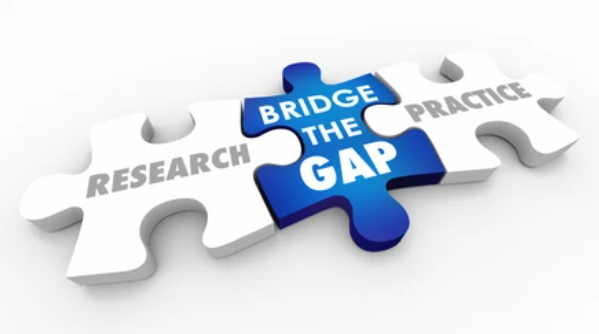 RESEARCH
BRIDGE
THE
GAP
PRACTICE